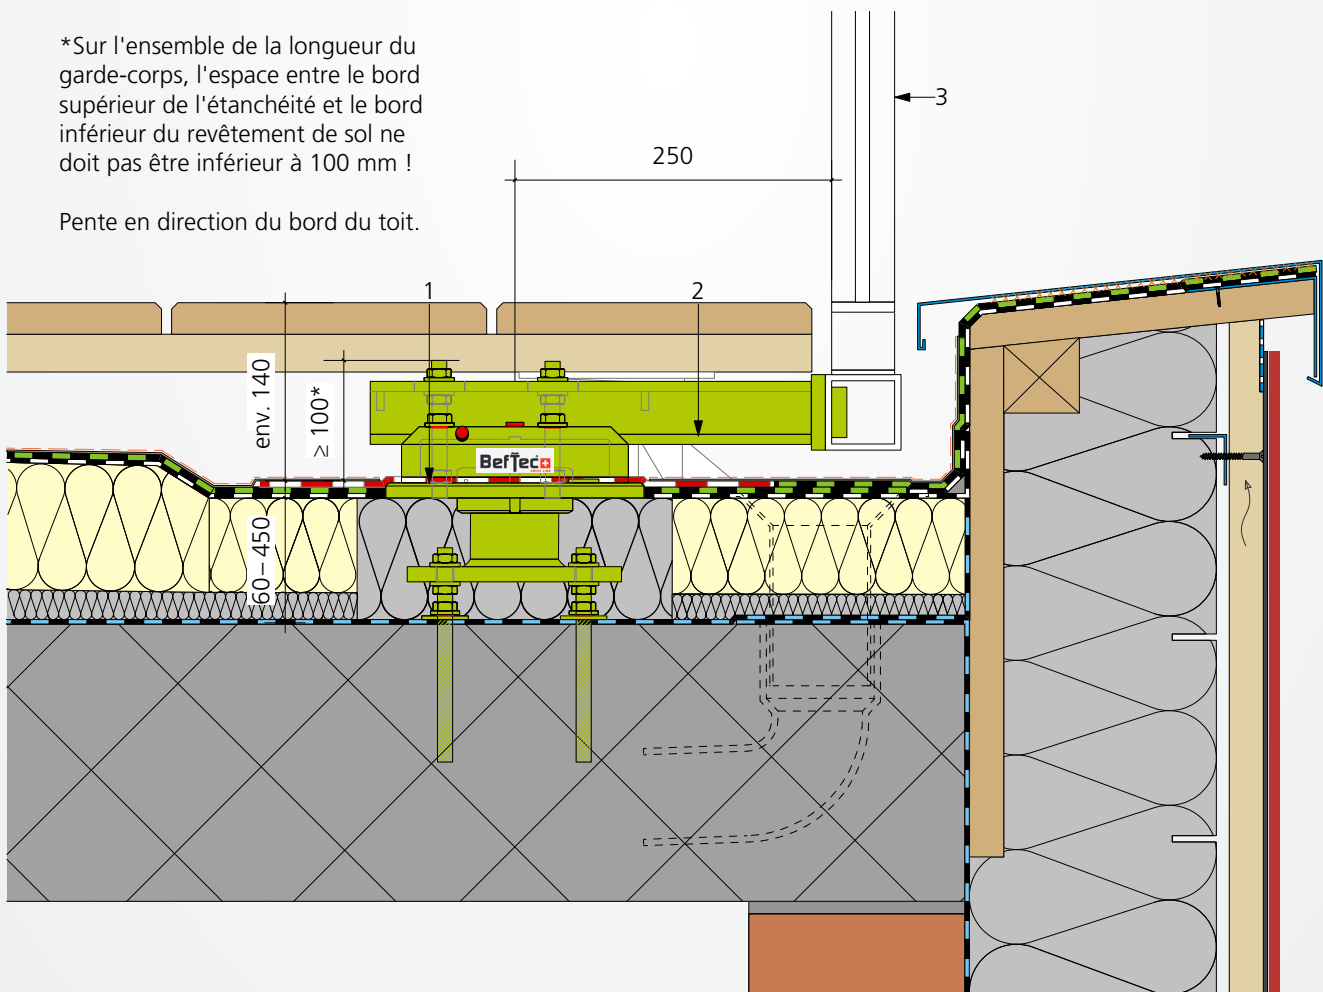 *Sur l'ensemble de la longueur du
garde-corps, l'espace entre le bord
supérieur de l'étanchéité et le bord
inférieur du revêtement de sol ne
doit pas être inférieur à 100 mm !
Pente en direction du bord du toit.
3
250
1
2
env. 140
≥ 100*
BefTec
60–450